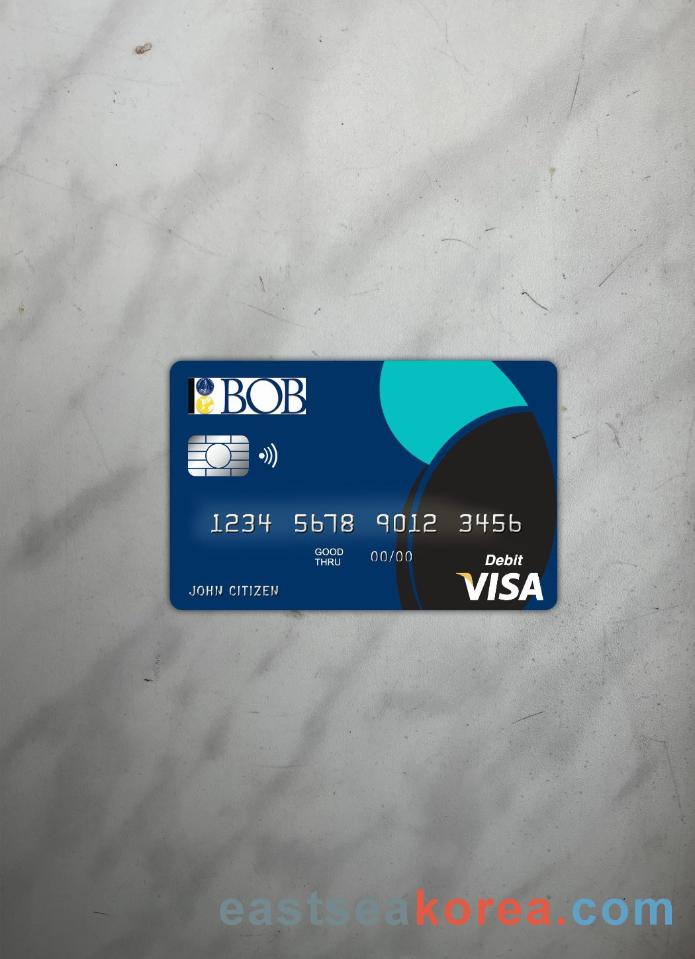 BOB
1234 5678 9012 3456
GOOD THRU 00/00
Debit
VISA
JOHN CITIZEN
eastseakorea.com